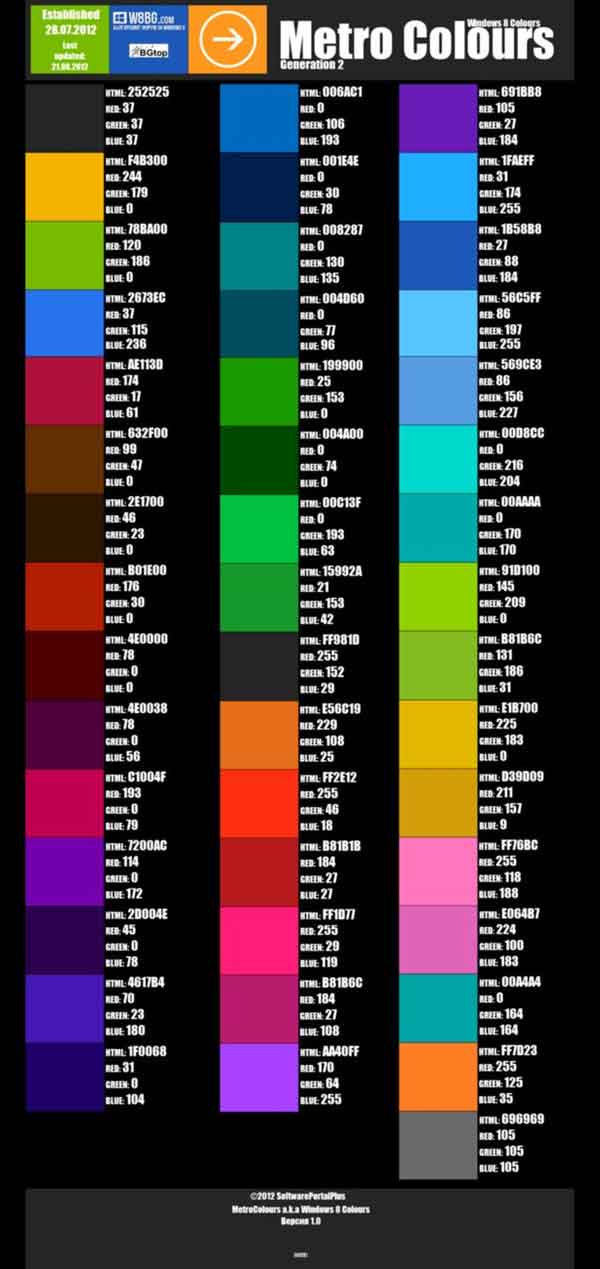 Established
28.07.2012
Last
updated:
21.08.2012
W8BG.COM
BGtop
Windows 8 Colours
Metro Colours
Generation 2
HTML: 252525
RED: 37
GREEN: 37
BLUE: 37
HTML: F4B300
RED: 244
GREEN: 179
BLUE: 0
HTML: 78BA00
RED: 120
GREEN: 186
BLUE: 0
HTML: 2673EC
RED: 37
GREEN: 115
BLUE: 236
HTML: AE113D
RED: 174
GREEN: 17
BLUE: 61
HTML: 632F00
RED: 99
GREEN: 47
BLUE: 0
HTML: 2E1700
RED: 46
GREEN: 23
BLUE: 0
HTML: B01E00
RED: 176
GREEN: 30
BLUE: 0
HTML: 4E0000
RED: 78
GREEN: 0
BLUE: 0
HTML: 4E0038
RED: 78
GREEN: 0
BLUE: 56
HTML: C1004F
RED: 193
GREEN: 0
BLUE: 79
HTML: 7200AC
RED: 114
GREEN: 0
BLUE: 172
HTML: 2D004E
RED: 45
GREEN: 0
BLUE: 78
HTML: 4617B4
RED: 70
GREEN: 23
BLUE: 180
HTML: 1F0068
RED: 31
GREEN: 0
BLUE: 104
HTML: 006AC1
RED: 0
GREEN: 106
BLUE: 193
HTML: 001E4E
RED: 0
GREEN: 30
BLUE: 78
HTML: 008287
RED: 0
GREEN: 130
BLUE: 135
HTML: 004D60
RED: 0
GREEN: 77
BLUE: 96
HTML: 199900
RED: 25
GREEN: 153
BLUE: 0
HTML: 004A00
RED: 0
GREEN: 74
BLUE: 0
HTML: 00C13F
RED: 0
GREEN: 193
BLUE: 63
HTML: 15992A
RED: 21
GREEN: 153
BLUE: 42
HTML: FF981D
RED: 255
GREEN: 152
BLUE: 29
HTML: E56C19
RED: 229
GREEN: 108
BLUE: 25
HTML: FF2E12
RED: 255
GREEN: 46
BLUE: 18
HTML: B81B1B
RED: 184
GREEN: 27
BLUE: 27
HTML: FF1D77
RED: 255
GREEN: 29
BLUE: 119
HTML: B81B6C
RED: 184
GREEN: 27
BLUE: 108
HTML: AA40FF
RED: 170
GREEN: 64
BLUE: 255
HTML: 691BB8
RED: 105
GREEN: 27
BLUE: 184
HTML: 1FAEFF
RED: 31
GREEN: 174
BLUE: 255
HTML: 1B58B8
RED: 27
GREEN: 88
BLUE: 184
HTML: 56C5FF
RED: 86
GREEN: 197
BLUE: 255
HTML: 569CE3
RED: 86
GREEN: 156
BLUE: 227
HTML: 00D8CC
RED: 0
GREEN: 216
BLUE: 204
HTML: 00AAAA
RED: 0
GREEN: 170
BLUE: 170
HTML: 91D100
RED: 145
GREEN: 209
BLUE: 0
HTML: B81B6C
RED: 131
GREEN: 186
BLUE: 31
HTML: E1B700
RED: 225
GREEN: 183
BLUE: 0
HTML: D39D09
RED: 211
GREEN: 157
BLUE: 9
HTML: FF76BC
RED: 255
GREEN: 118
BLUE: 188
HTML: E064B7
RED: 224
GREEN: 100
BLUE: 183
HTML: 00A4A4
RED: 0
GREEN: 164
BLUE: 164
HTML: FF7D23
RED: 255
GREEN: 125
BLUE: 35
HTML: 696969
RED: 105
GREEN: 105
BLUE: 105
©2012 SoftwarePortalPlus
MetroColours a.k.a Windows 8 Colours
Версия 1.0